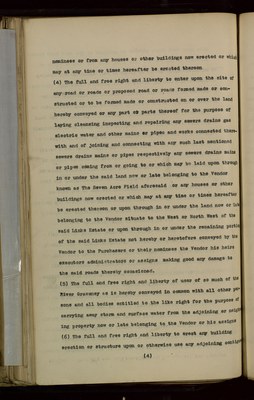 nominees or from any houses or other buildings now erected or which
may at any time or times hereafter be erected thereon
(4) The full and free right and liberty to enter upon the site of
any road or roads or proposed road or roads formed made or con-
structed or to be formed made or constructed on or over the land
hereby conveyed or any part or parts thereof for the purpose of
laying cleansing inspecting and repairing any sewers drains gas
electric water and other mains or pipes and works connected there-
with and of joining and connecting with any such last mentioned
sewers drains mains or pipes respectively any sewers drains mains
or pipes coming from or going to or which may be laid upon through
in or under the said land now or late belonging to the Vendor
known as The Seven Acre Field aforesaid or any houses or other
buildings now erected or which may at any time or times hereafter
be erected thereon or upon through in or under the land now or late
belonging to the Vendor situate to the West or North West of the
said Links Estate or upon through in or under the remaining portion
of the said Links Estate not hereby or heretofore conveyed by the
Vendor to the Purchasers or their nominees the Vendor his heirs
executors administrators or assigns making good any damage to
the said roads thereby occasioned.
(5) The full and free right and liberty of user of so much of the
River as is hereby conveyed in common with all other per-
sons and all bodies entitled to the like right for the purpose of
carrying away storm and surface water from the adjoining or neighbour-
ing property now or late belonging to the Vendor or his assigns
(6) The full and free right and liberty to erect any building
erection or structure upon or otherwise use any adjoining
(4)